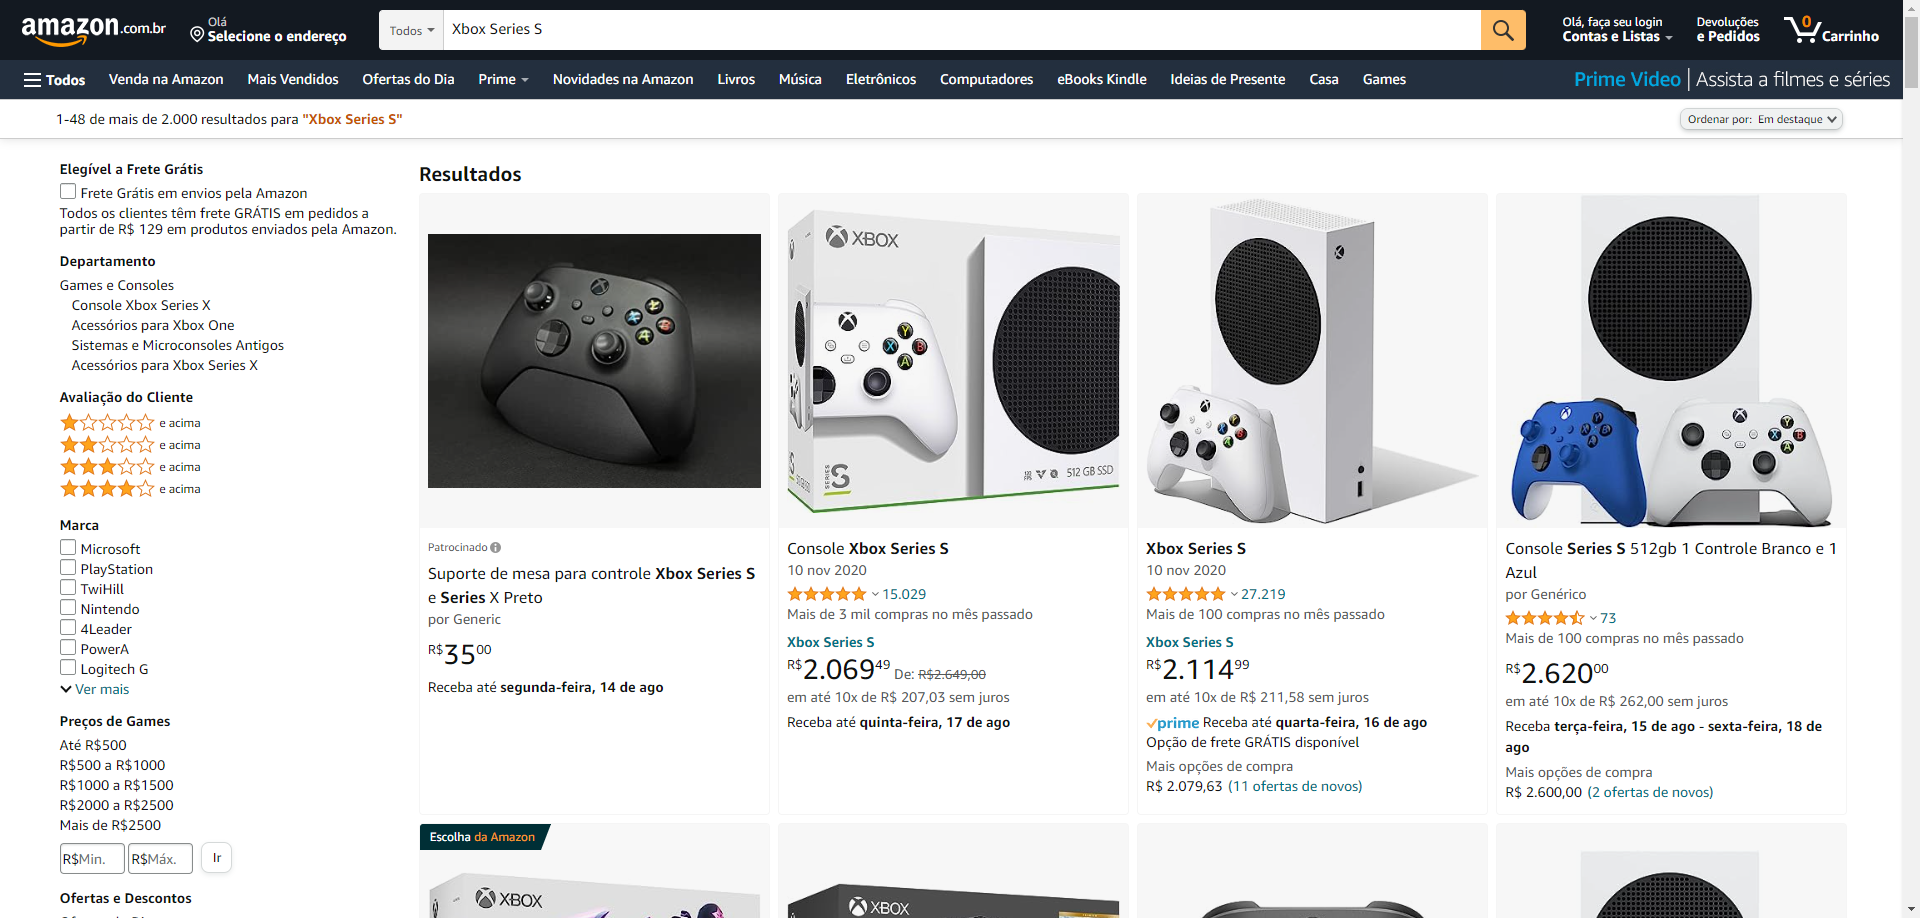 amazon.com.br
Olá
Selecione o endereço
Todos
Xbox Series S
Olá, faça seu login
Contas e Listas
Devoluções
e Pedidos
0
Carrinho
Todos
Venda na Amazon
Mais Vendidos
Ofertas do Dia
Prime
Novidades na Amazon
Livros
Música
Eletrônicos
Computadores
eBooks Kindle
Ideias de Presente
Casa
Games
Prime Video | Assista a filmes e séries
1-48 de mais de 2.000 resultados para "Xbox Series S"
Ordenar por: Em destaque
Elegível a Frete Grátis
Frete Grátis em envios pela Amazon
Todos os clientes têm frete GRÁTIS em pedidos a
partir de R$ 129 em produtos enviados pela Amazon.
Departamento
Games e Consoles
Console Xbox Series X
Acessórios para Xbox One
Sistemas e Microconsoles Antigos
Acessórios para Xbox Series X
Avaliação do Cliente
e acima
e acima
e acima
e acima
Marca
Microsoft
PlayStation
TwiHill
Nintendo
4Leader
PowerA
Logitech G
Ver mais
Preços de Games
Até R$500
R$500 a R$1000
R$1000 a R$1500
R$2000 a R$2500
Mais de R$2500
R$Min.
R$Máx.
Ir
Ofertas e Descontos
Resultados
Patrocinado
Suporte de mesa para controle Xbox Series S
e Series X Preto
por Generic
R$3500
Receba até segunda-feira, 14 de ago
XBOX
Y
X
B
A
SERIES
S
512 GB SSD
Console Xbox Series S
10 nov 2020
15.029
Mais de 3 mil compras no mês passado
Xbox Series S
R$2.06949 De: R$2.649,00
em até 10x de R$ 207,03 sem juros
Receba até quinta-feira, 17 de ago
Xbox Series S
10 nov 2020
27.219
Mais de 100 compras no mês passado
Xbox Series S
R$2.11499
em até 10x de R$ 211,58 sem juros
prime Receba até quarta-feira, 16 de ago
Opção de frete GRÁTIS disponível
Mais opções de compra
R$ 2.079,63 (11 ofertas de novos)
Console Series S 512gb 1 Controle Branco e 1
Azul
por Genérico
73
Mais de 100 compras no mês passado
R$2.62000
em até 10x de R$ 262,00 sem juros
Receba terça-feira, 15 de ago - sexta-feira, 18 de
ago
Mais opções de compra
R$ 2.600,00 (2 ofertas de novos)
Escolha da Amazon
XBOX
XBOX